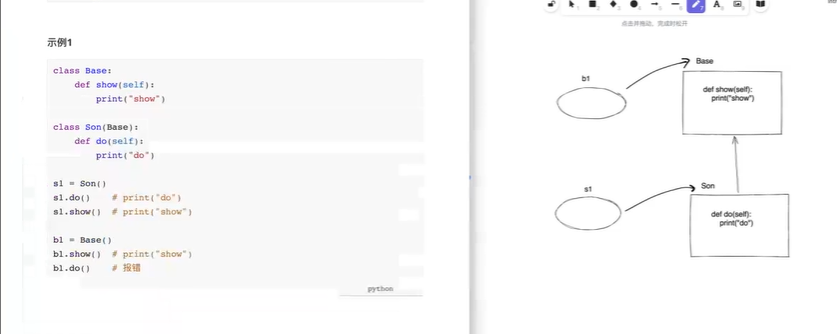 示例1
class Base:
    def show(self):
        print("show")
class Son(Base):
    def do(self):
        print("do")
s1 = Son()
s1.do()    # print("do")
s1.show()  # print("show")
b1 = Base()
b1.show()  # print("show")
b1.do()    # 报错
python
点击并拖动，完成时松开
b1
Base
def show(self):
    print("show")
s1
Son
def do(self):
    print("do")